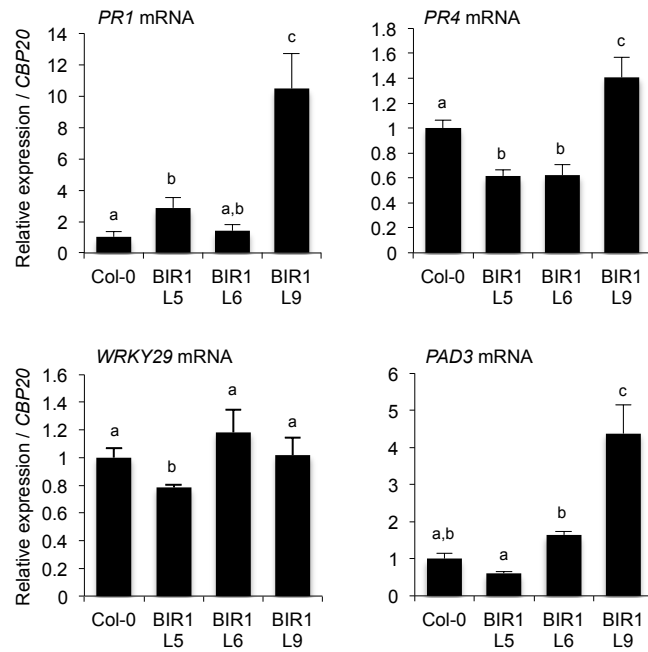 PR1 mRNA
Relative expression / CBP20
14
12
10
8
6
4
2
0
a
b
a,b
c
Col-0 BIR1 L5 BIR1 L6 BIR1 L9
PR4 mRNA
1.8
1.6
1.4
1.2
1
0.8
0.6
0.4
0.2
0
a
b
b
c
Col-0 BIR1 L5 BIR1 L6 BIR1 L9
WRKY29 mRNA
Relative expression / CBP20
1.6
1.4
1.2
1
0.8
0.6
0.4
0.2
0
a
b
a
a
Col-0 BIR1 L5 BIR1 L6 BIR1 L9
PAD3 mRNA
6
5
4
3
2
1
0
a,b
a
b
c
Col-0 BIR1 L5 BIR1 L6 BIR1 L9